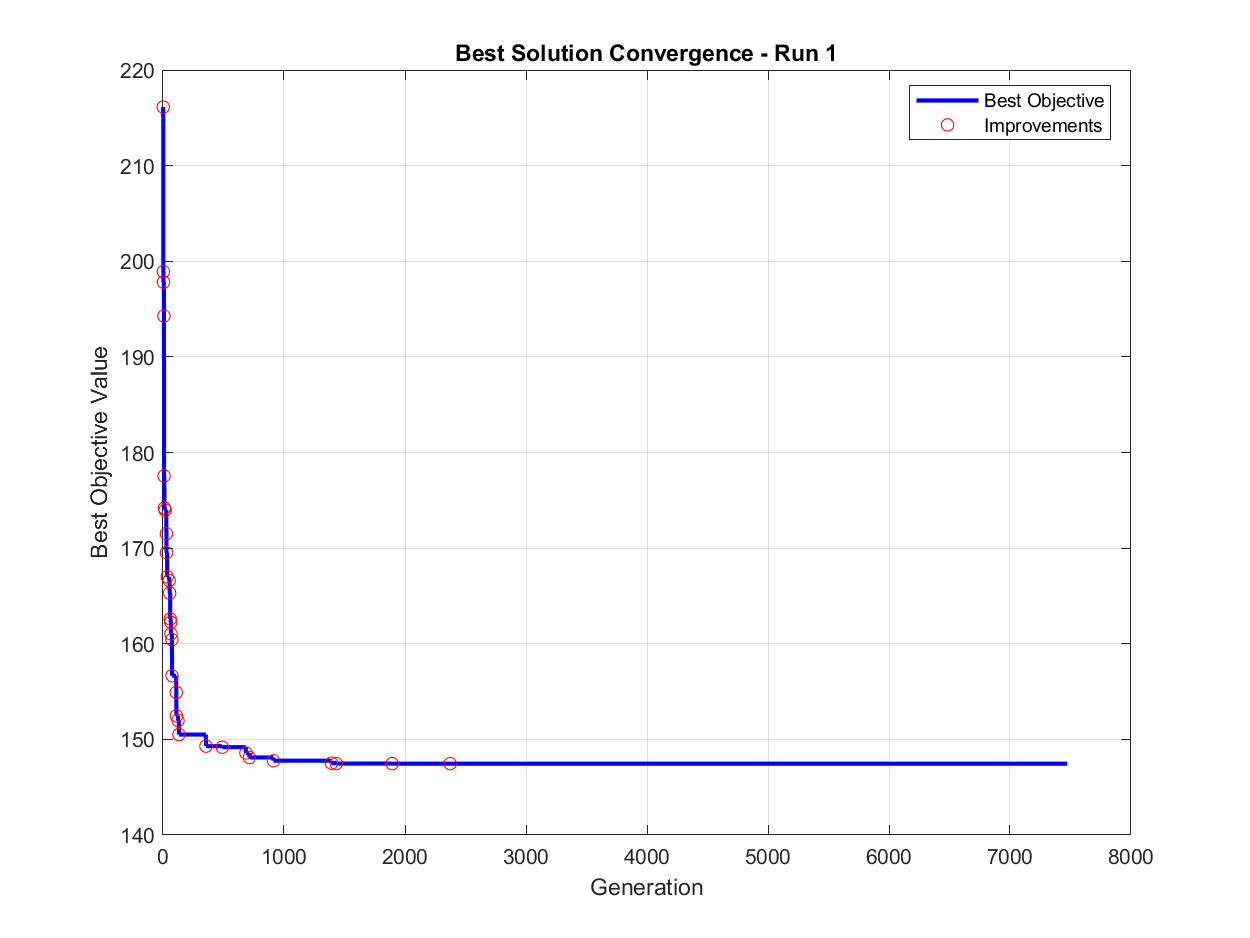 Best Solution Convergence - Run 1
Best Objective
Improvements
220
210
200
190
180
170
160
150
140
Best Objective Value
0 1000 2000 3000 4000 5000 6000 7000 8000
Generation